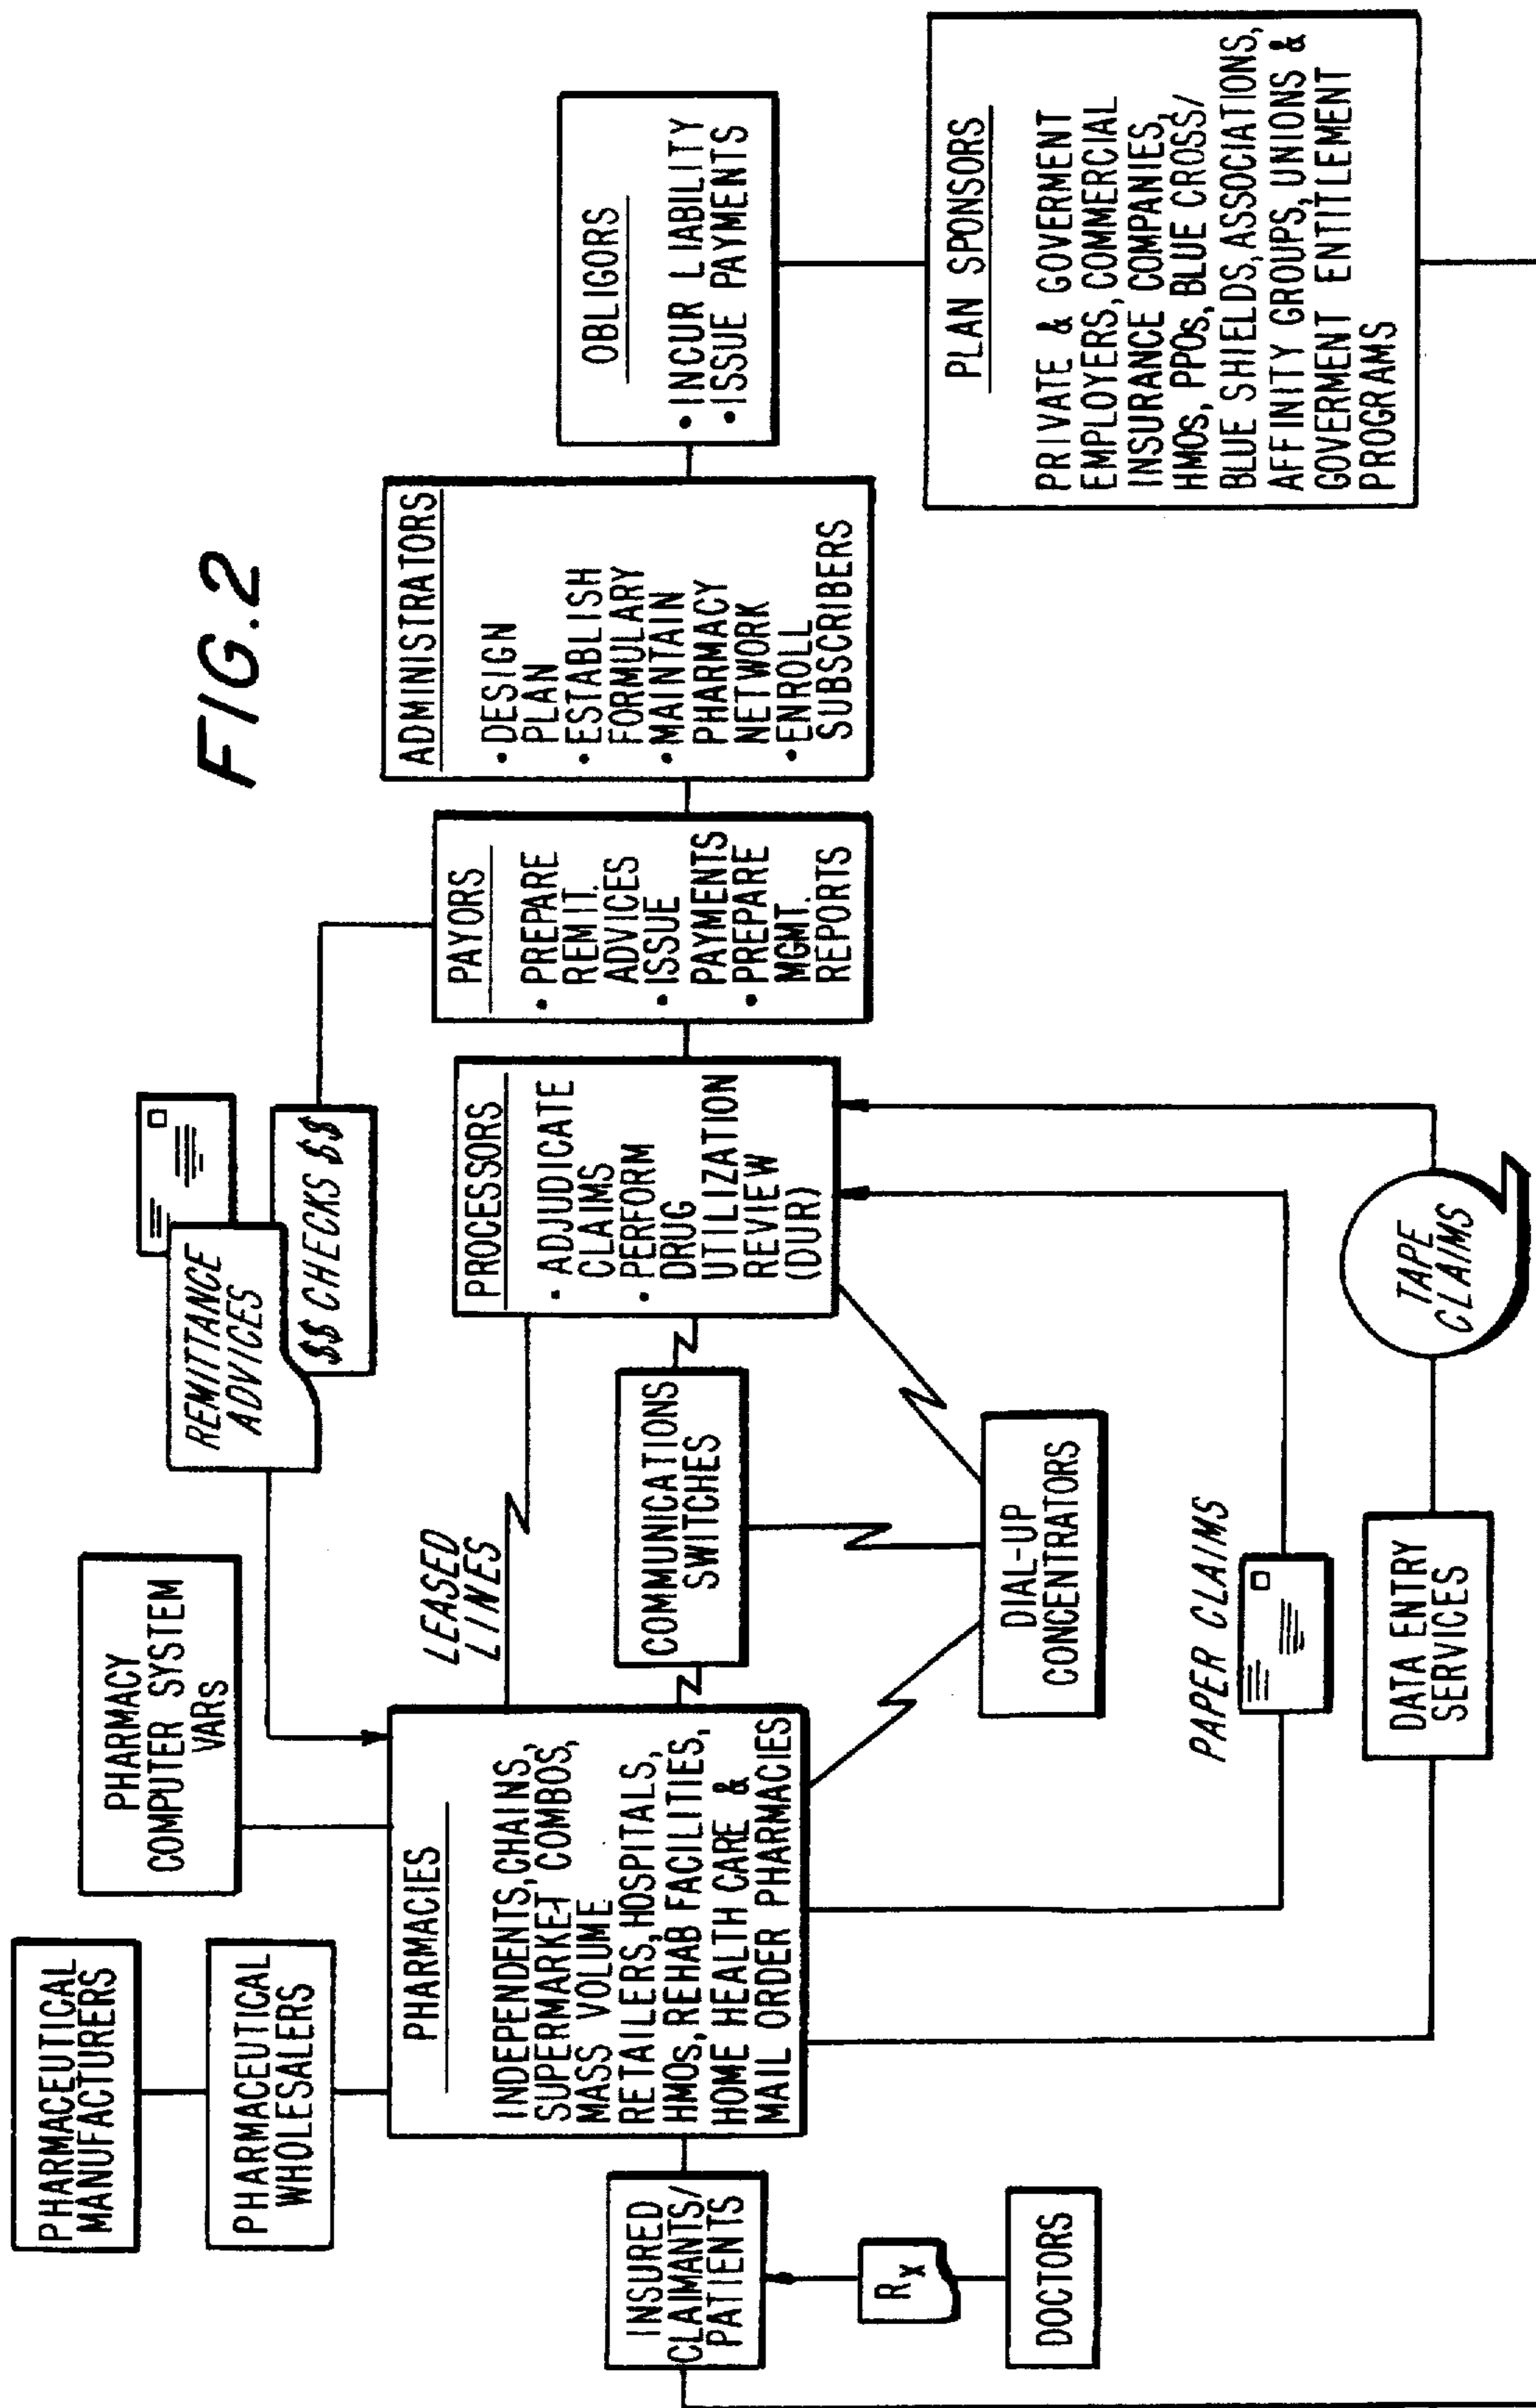 FIG.2
PHARMACEUTICAL
MANUFACTURERS
PHARMACEUTICAL
WHOLESALERS
PHARMACY
COMPUTER SYSTEM
VARs
REMITTANCE
ADVICES
$$ CHECKS $$
INSURED
CLAIMANTS/
PATIENTS
Rx
DOCTORS
PHARMACIES
INDEPENDENTS, CHAINS,
SUPERMARKET COMBOS,
MASS VOLUME
RETAILERS, HOSPITALS,
HMOs, REHAB FACILITIES,
HOME HEALTH CARE &
MAIL ORDER PHARMACIES
LEASED
LINES
COMMUNICATIONS
SWITCHES
DIAL-UP
CONCENTRATORS
PAPER CLAIMS
DATA ENTRY
SERVICES
TAPE
CLAIMS
PROCESSORS
• ADJUDICATE
CLAIMS
• PERFORM
DRUG
UTILIZATION
REVIEW
(DUR)
PAYORS
• PREPARE
REMIT.
ADVICES
• ISSUE
PAYMENTS
• PREPARE
MGMT.
REPORTS
ADMINISTRATORS
• DESIGN
PLAN
• ESTABLISH
FORMULARY
• MAINTAIN
PHARMACY
NETWORK
• ENROLL
SUBSCRIBERS
OBLIGORS
• INCUR LIABILITY
• ISSUE PAYMENTS
PLAN SPONSORS
PRIVATE & GOVERMENT
EMPLOYERS, COMMERCIAL
INSURANCE COMPANIES,
HMOs, PPOs, BLUE CROSS/
BLUE SHIELDS, ASSOCIATIONS,
AFFINITY GROUPS, UNIONS &
GOVERMENT ENTITLEMENT
PROGRAMS